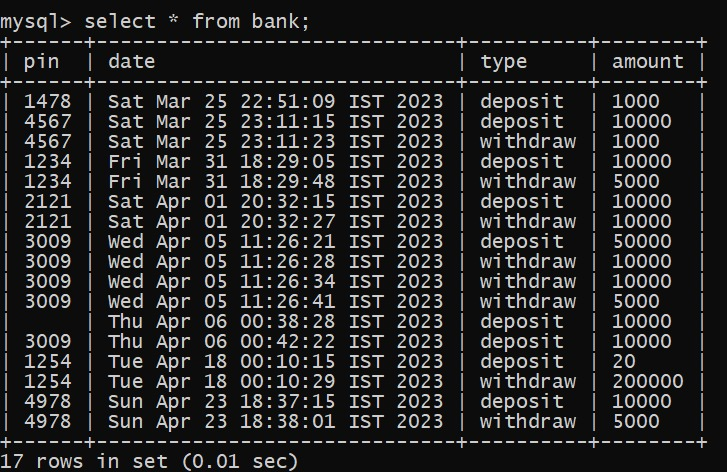 mysql> select * from bank;
+------+------------------------------+----------+--------+
| pin  | date                         | type     | amount |
+------+------------------------------+----------+--------+
| 1478 | Sat Mar 25 22:51:09 IST 2023 | deposit  | 1000   |
| 4567 | Sat Mar 25 23:11:15 IST 2023 | deposit  | 10000  |
| 4567 | Sat Mar 25 23:11:23 IST 2023 | withdraw | 1000   |
| 1234 | Fri Mar 31 18:29:05 IST 2023 | deposit  | 10000  |
| 1234 | Fri Mar 31 18:29:48 IST 2023 | withdraw | 5000   |
| 2121 | Sat Apr 01 20:32:15 IST 2023 | deposit  | 10000  |
| 2121 | Sat Apr 01 20:32:27 IST 2023 | withdraw | 10000  |
| 3009 | Wed Apr 05 11:26:21 IST 2023 | deposit  | 50000  |
| 3009 | Wed Apr 05 11:26:28 IST 2023 | withdraw | 10000  |
| 3009 | Wed Apr 05 11:26:34 IST 2023 | withdraw | 10000  |
| 3009 | Wed Apr 05 11:26:41 IST 2023 | withdraw | 5000   |
|      | Thu Apr 06 00:38:28 IST 2023 | deposit  | 10000  |
| 3009 | Thu Apr 06 00:42:22 IST 2023 | deposit  | 10000  |
| 1254 | Tue Apr 18 00:10:15 IST 2023 | deposit  | 20     |
| 1254 | Tue Apr 18 00:10:29 IST 2023 | withdraw | 200000 |
| 4978 | Sun Apr 23 18:37:15 IST 2023 | deposit  | 10000  |
| 4978 | Sun Apr 23 18:38:01 IST 2023 | withdraw | 5000   |
+------+------------------------------+----------+--------+
17 rows in set (0.01 sec)